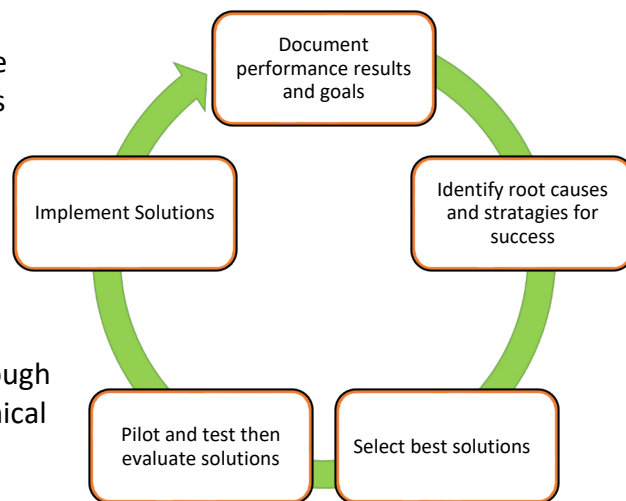 Document
performance results
and goals
Identify root causes
and stratagies for
success
Select best solutions
Pilot and test then
evaluate solutions
Implement Solutions